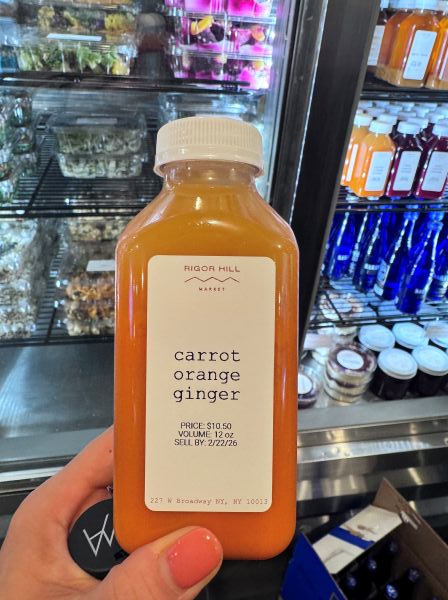 RIGOR HILL
MARKET
carrot
orange
ginger
PRICE: $10.50
VOLUME: 12 oz
SELL BY: 2/22/26
227 W Broadway NY, NY 10013